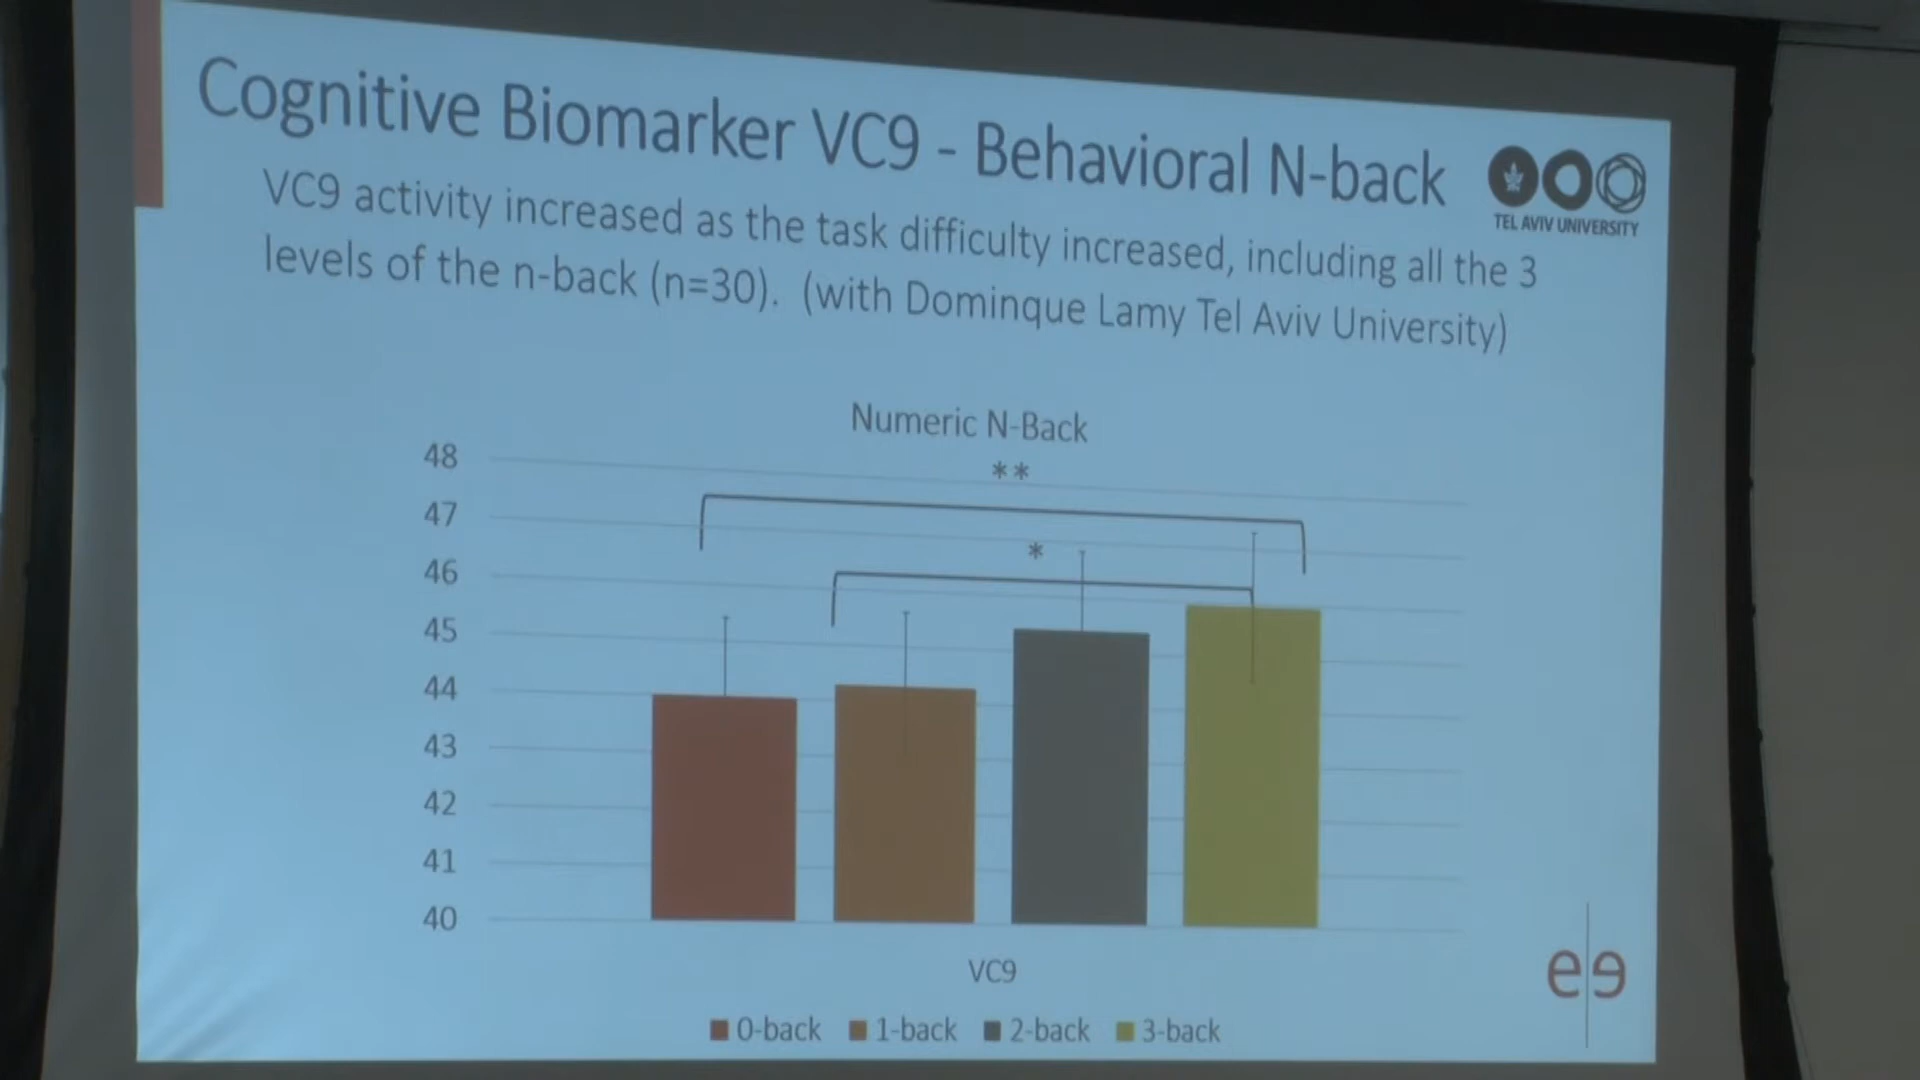 Cognitive Biomarker VC9 - Behavioral N-back
TEL AVIV UNIVERSITY
VC9 activity increased as the task difficulty increased, including all the 3
levels of the n-back (n=30). (with Dominque Lamy Tel Aviv University)
Numeric N-Back
**
*
48
47
46
45
44
43
42
41
40
VC9
0-back 1-back 2-back 3-back